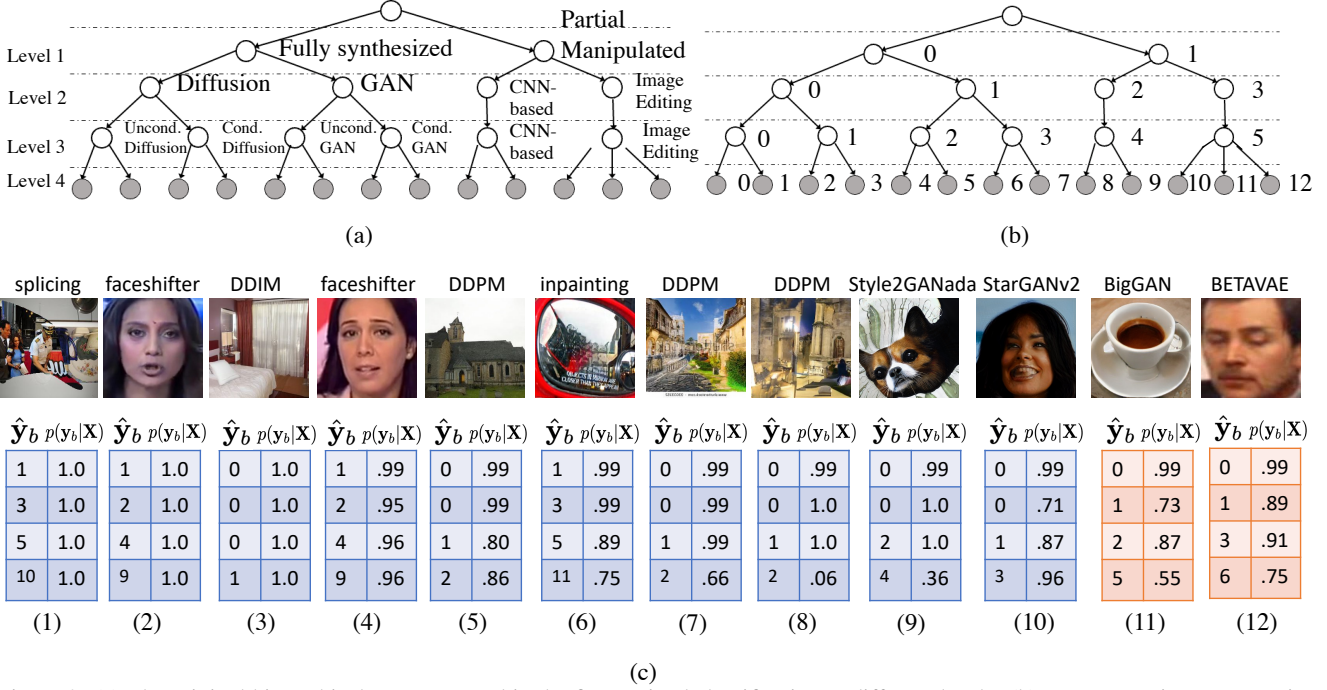 Partial
Level 1 Fully synthesized Manipulated 0 1
Level 2 Diffusion GAN CNN-based Image Editing 0 1 2 3
Level 3 Uncond. Diffusion Cond. Diffusion Uncond. GAN Cond. GAN CNN-based Image Editing 0 1 2 3 4 5
Level 4 0 1 2 3 4 5 6 7 8 9 10 11 12
(a) (b)
splicing faceshifter DDIM faceshifter DDPM inpainting DDPM DDPM Style2GANada StarGANv2 BigGAN BETAVAE
OBJECTS IN MIRROR ARE
CLOSER THAN THEY APPEAR
ŷb p(yb|X) ŷb p(yb|X) ŷb p(yb|X) ŷb p(yb|X) ŷb p(yb|X) ŷb p(yb|X) ŷb p(yb|X) ŷb p(yb|X) ŷb p(yb|X) ŷb p(yb|X) ŷb p(yb|X) ŷb p(yb|X)
1 1.0 1 1.0 0 1.0 1 .99 0 .99 1 .99 0 .99 0 .99 0 .99 0 .99 0 .99 0 .99
3 1.0 2 1.0 0 1.0 2 .95 0 .99 3 .99 0 .99 0 1.0 0 1.0 0 .71 1 .73 1 .89
5 1.0 4 1.0 0 1.0 4 .96 1 .80 5 .89 1 .99 1 1.0 2 1.0 1 .87 2 .87 3 .91
10 1.0 9 1.0 1 1.0 9 .96 2 .86 11 .75 2 .66 2 .06 4 .36 3 .96 5 .55 6 .75
(1) (2) (3) (4) (5) (6) (7) (8) (9) (10) (11) (12)
(c)